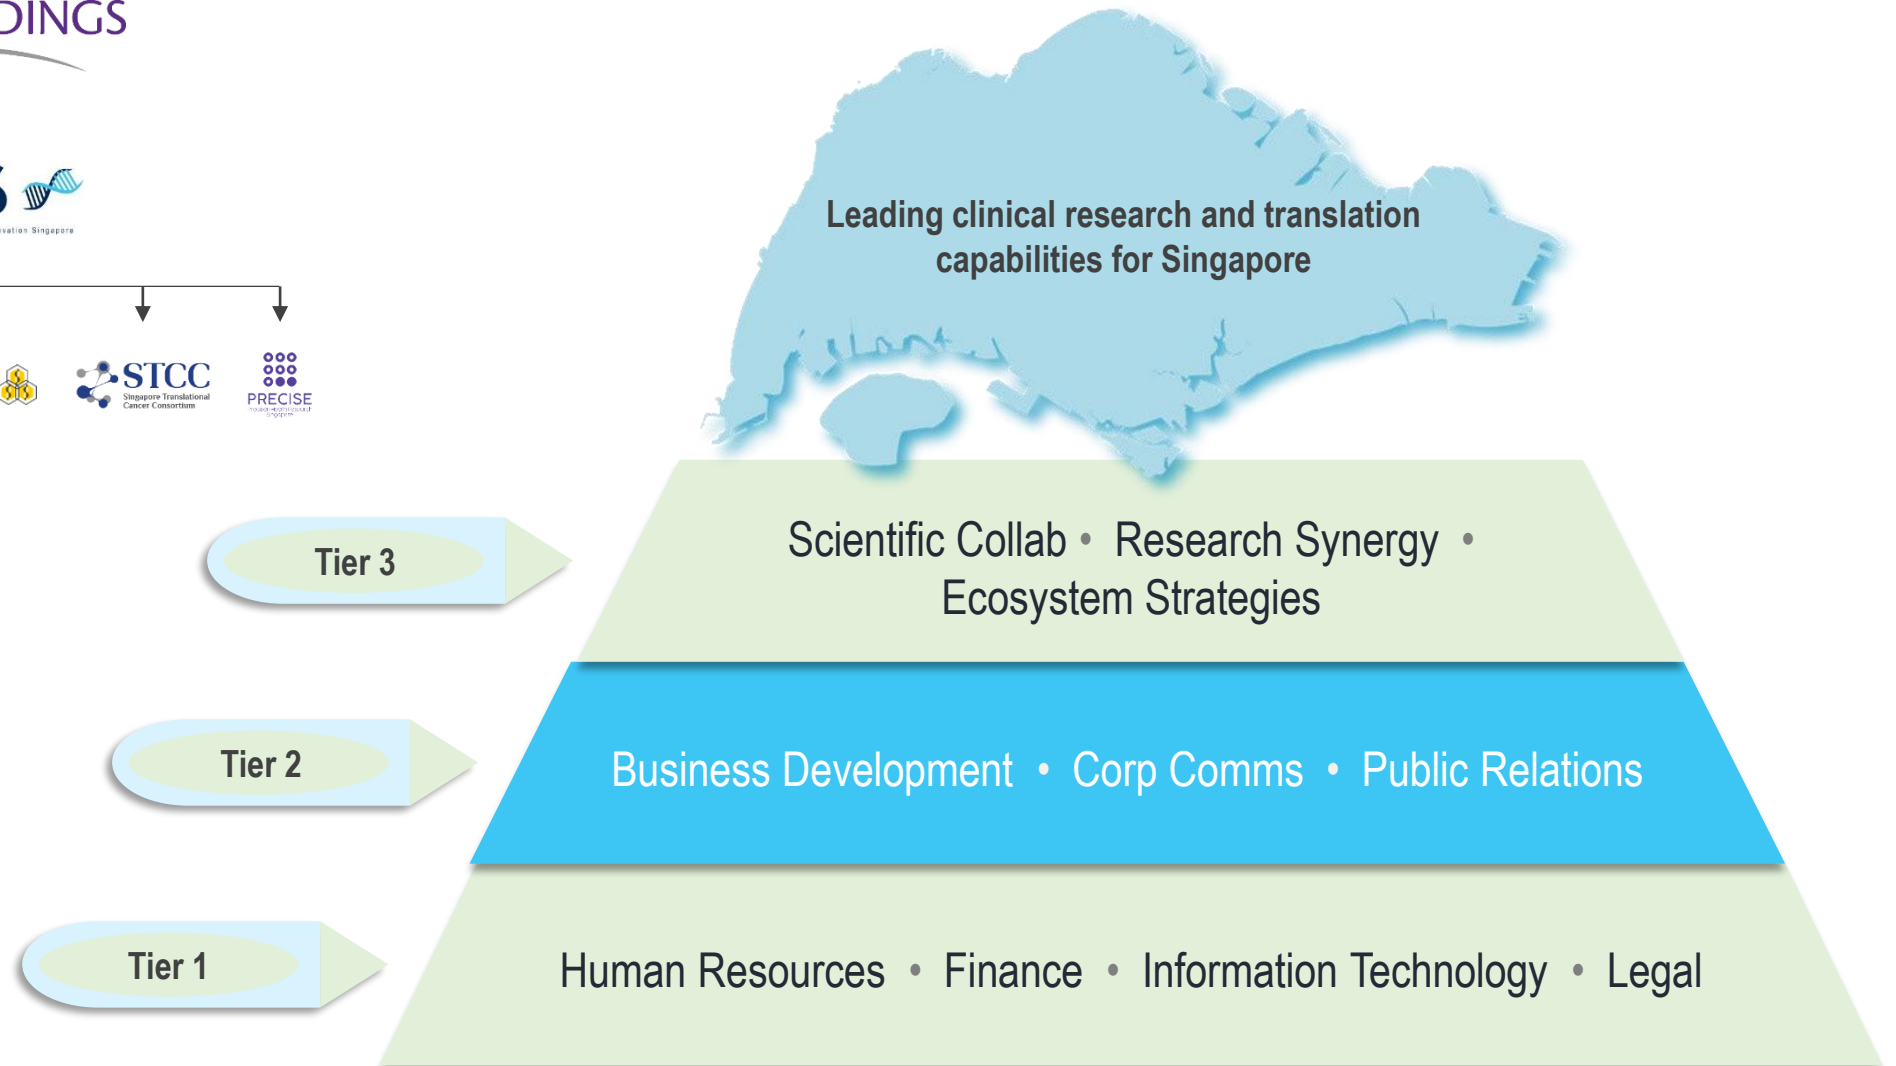 DINGS
S
vation Singapore
STCC
Singapore Translational
Cancer Consortium
PRECISE
Leading clinical research and translation
capabilities for Singapore
Tier 3
Scientific Collab • Research Synergy •
Ecosystem Strategies
Tier 2
Business Development • Corp Comms • Public Relations
Tier 1
Human Resources • Finance • Information Technology • Legal